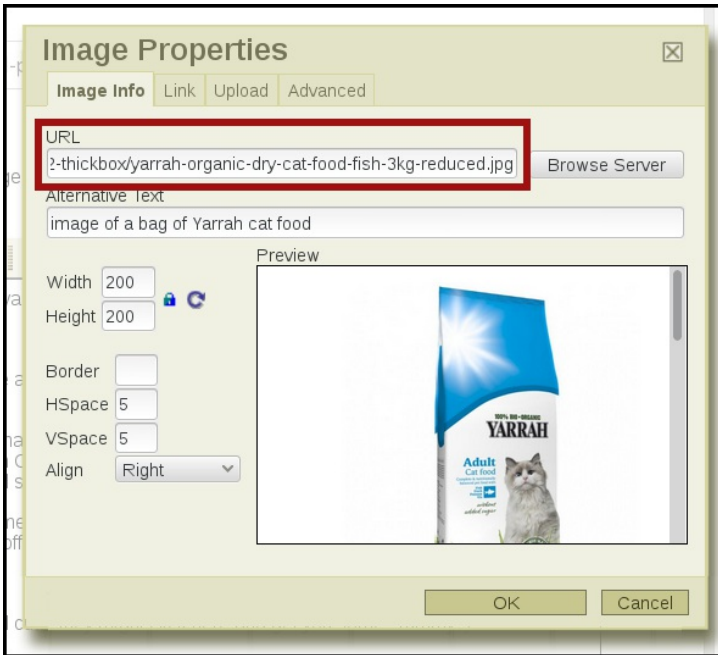 Image Properties
Image Info Link Upload Advanced
URL
2-thickbox/yarrah-organic-dry-cat-food-fish-3kg-reduced.jpg Browse Server
Alternative Text
image of a bag of Yarrah cat food
Preview
Width 200
Height 200
Border
HSpace 5
VSpace 5
Align Right
100% BIO-ORGANIC
YARRAH
Adult
Cat food
without
added sugar
OK Cancel